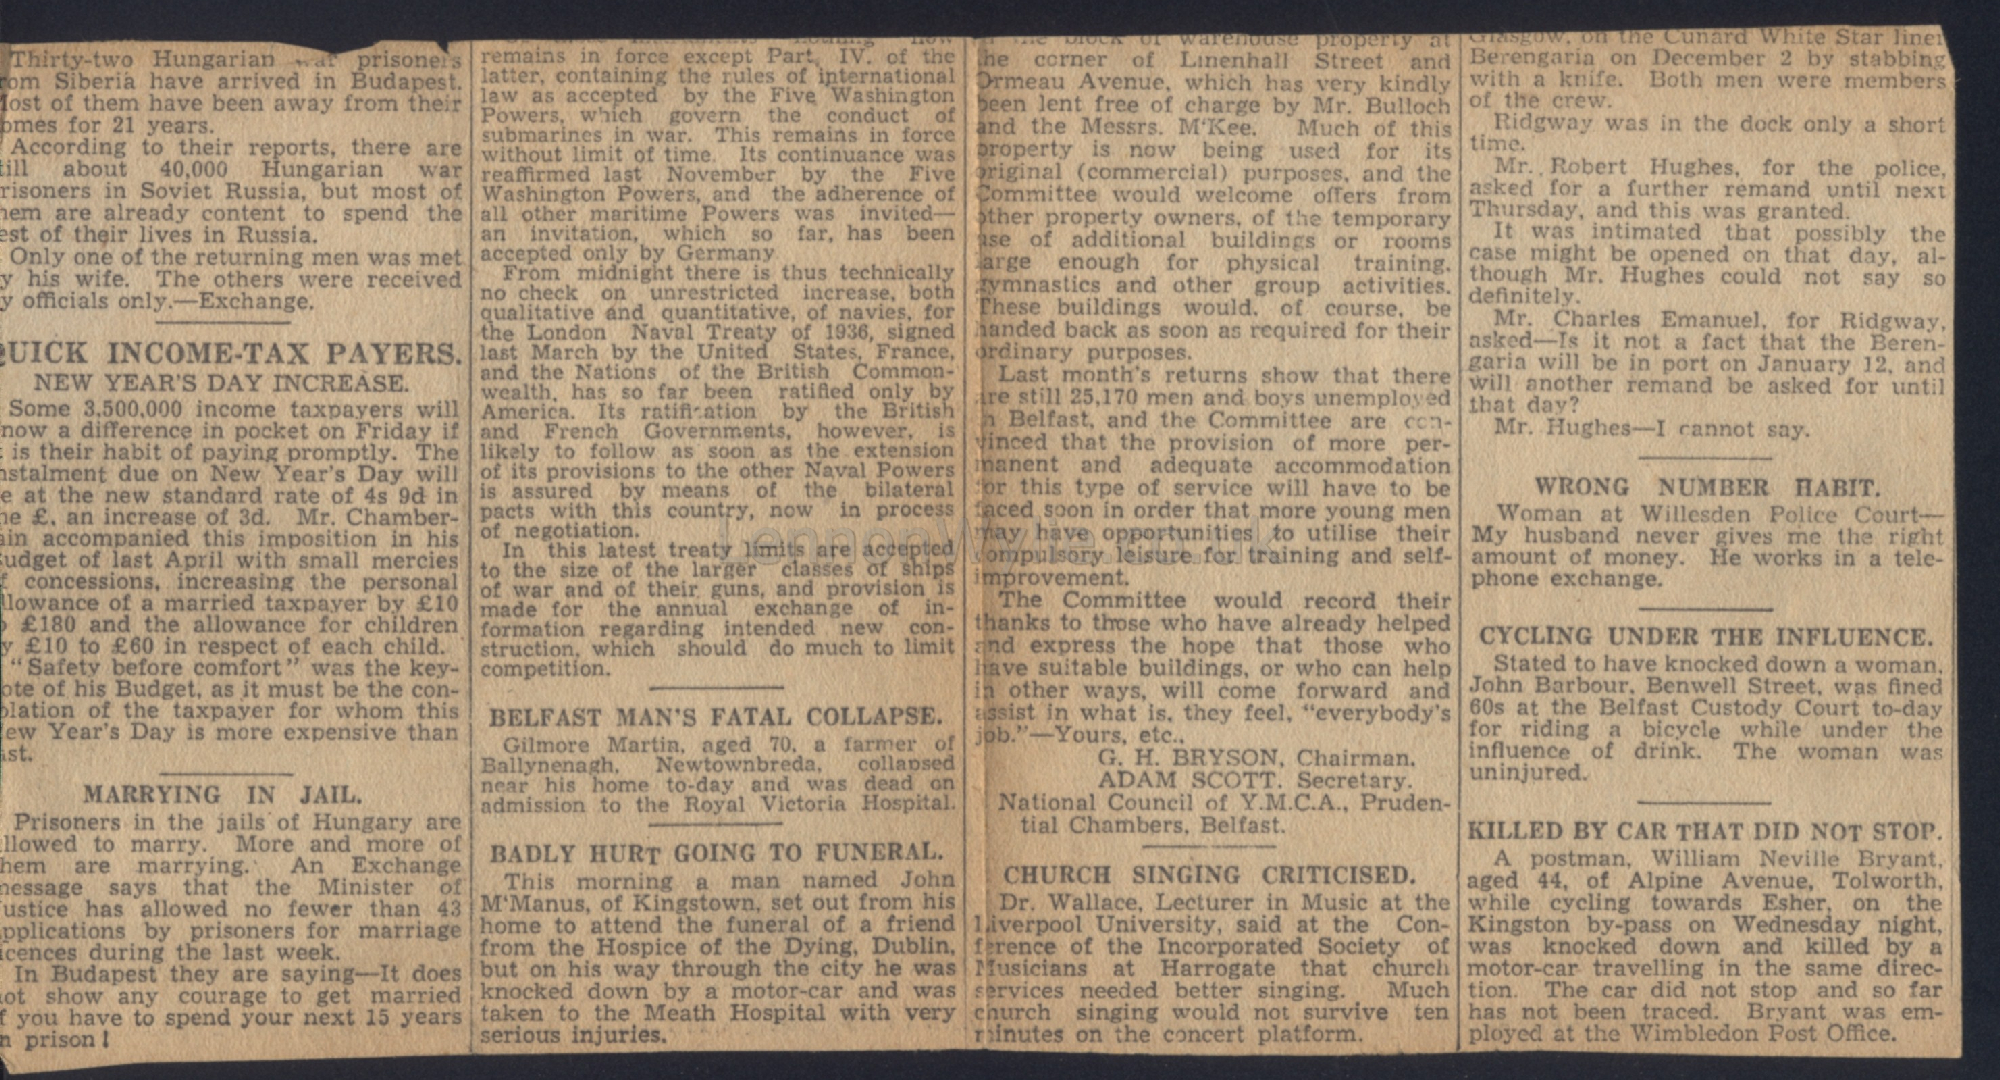 Thirty-two Hungarian war prisoners
rom Siberia have arrived in Budapest.
ost of them have been away from their
omes for 21 years.
According to their reports, there are
till about 40,000 Hungarian war
risoners in Soviet Russia, but most of
hem are already content to spend the
est of their lives in Russia.
Only one of the returning men was met
y his wife. The others were received
y officials only.—Exchange.
QUICK INCOME-TAX PAYERS.
NEW YEAR'S DAY INCREASE.
Some 3,500,000 income taxpayers will
now a difference in pocket on Friday if
is their habit of paying promptly. The
nstalment due on New Year's Day will
e at the new standard rate of 4s 9d in
he £, an increase of 3d. Mr. Chamber-
ain accompanied this imposition in his
udget of last April with small mercies
f concessions, increasing the personal
llowance of a married taxpayer by £10
£180 and the allowance for children
y £10 to £60 in respect of each child.
"Safety before comfort" was the key-
ote of his Budget, as it must be the con-
olation of the taxpayer for whom this
ew Year's Day is more expensive than
ast.
MARRYING IN JAIL.
Prisoners in the jails of Hungary are
llowed to marry. More and more of
hem are marrying. An Exchange
essage says that the Minister of
ustice has allowed no fewer than 43
pplications by prisoners for marriage
icences during the last week.
In Budapest they are saying—It does
ot show any courage to get married
f you have to spend your next 15 years
n prison!
now
remains in force except Part IV. of the
latter, containing the rules of international
law as accepted by the Five Washington
Powers, which govern the conduct of
submarines in war. This remains in force
without limit of time. Its continuance was
reaffirmed last November by the Five
Washington Powers, and the adherence of
all other maritime Powers was invited—
an invitation, which so far, has been
accepted only by Germany
From midnight there is thus technically
no check on unrestricted increase, both
qualitative and quantitative, of navies, for
the London Naval Treaty of 1936, signed
last March by the United States, France,
and the Nations of the British Common-
wealth, has so far been ratified only by
America. Its ratification by the British
and French Governments, however, is
likely to follow as soon as the extension
of its provisions to the other Naval Powers
is assured by means of the bilateral
pacts with this country, now in process
of negotiation.
In this latest treaty limits are accepted
to the size of the larger classes of ships
of war and of their guns, and provision is
made for the annual exchange of in-
formation regarding intended new con-
struction, which should do much to limit
competition.
BELFAST MAN'S FATAL COLLAPSE.
Gilmore Martin, aged 70, a farmer of
Ballynenagh, Newtownbreda, collapsed
near his home to-day and was dead on
admission to the Royal Victoria Hospital.
BADLY HURT GOING TO FUNERAL.
This morning a man named John
M'Manus, of Kingstown, set out from his
home to attend the funeral of a friend
from the Hospice of the Dying, Dublin,
but on his way through the city he was
knocked down by a motor-car and was
taken to the Meath Hospital with very
serious injuries.
the block of warehouse property at
he corner of Linenhall Street and
Ormeau Avenue, which has very kindly
been lent free of charge by Mr. Bulloch
and the Messrs. M'Kee. Much of this
property is now being used for its
original (commercial) purposes, and the
Committee would welcome offers from
other property owners, of the temporary
use of additional buildings or rooms
large enough for physical training,
gymnastics and other group activities.
These buildings would, of course, be
handed back as soon as required for their
ordinary purposes.
Last month's returns show that there
are still 25,170 men and boys unemployed
in Belfast, and the Committee are con-
vinced that the provision of more per-
manent and adequate accommodation
for this type of service will have to be
faced soon in order that more young men
may have opportunities to utilise their
compulsory leisure for training and self-
improvement.
The Committee would record their
thanks to those who have already helped
and express the hope that those who
have suitable buildings, or who can help
in other ways, will come forward and
assist in what is, they feel, "everybody's
job."—Yours, etc.,
G. H. BRYSON, Chairman.
ADAM SCOTT, Secretary.
National Council of Y.M.C.A., Pruden-
tial Chambers, Belfast.
CHURCH SINGING CRITICISED.
Dr. Wallace, Lecturer in Music at the
Liverpool University, said at the Con-
ference of the Incorporated Society of
Musicians at Harrogate that church
services needed better singing. Much
church singing would not survive ten
minutes on the concert platform.
Glasgow, on the Cunard White Star liner
Berengaria on December 2 by stabbing
with a knife. Both men were members
of the crew.
Ridgway was in the dock only a short
time.
Mr. Robert Hughes, for the police,
asked for a further remand until next
Thursday, and this was granted.
It was intimated that possibly the
case might be opened on that day, al-
though Mr. Hughes could not say so
definitely.
Mr. Charles Emanuel, for Ridgway,
asked—Is it not a fact that the Beren-
garia will be in port on January 12, and
will another remand be asked for until
that day?
Mr. Hughes—I cannot say.
WRONG NUMBER HABIT.
Woman at Willesden Police Court—
My husband never gives me the right
amount of money. He works in a tele-
phone exchange.
CYCLING UNDER THE INFLUENCE.
Stated to have knocked down a woman,
John Barbour, Benwell Street, was fined
60s at the Belfast Custody Court to-day
for riding a bicycle while under the
influence of drink. The woman was
uninjured.
KILLED BY CAR THAT DID NOT STOP.
A postman, William Neville Bryant,
aged 44, of Alpine Avenue, Tolworth,
while cycling towards Esher, on the
Kingston by-pass on Wednesday night,
was knocked down and killed by a
motor-car travelling in the same direc-
tion. The car did not stop and so far
has not been traced. Bryant was em-
ployed at the Wimbledon Post Office.